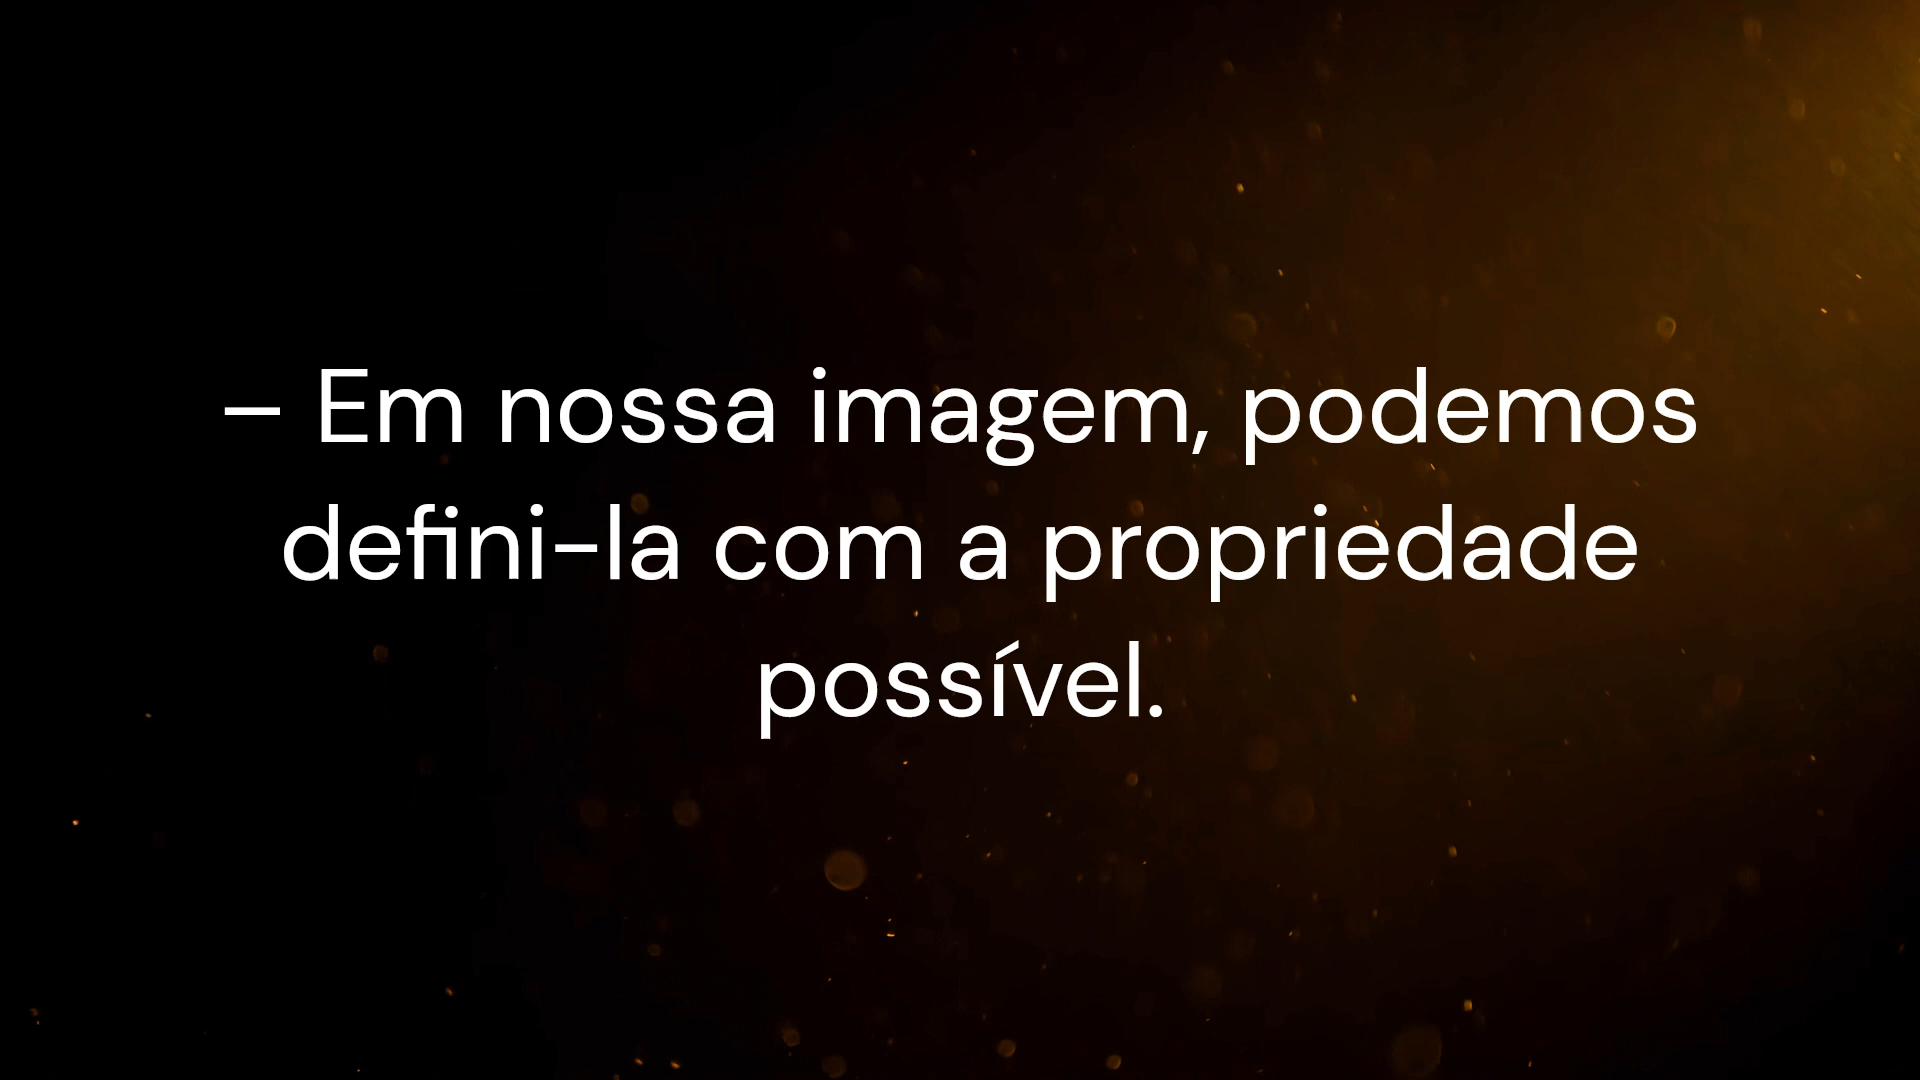 – Em nossa imagem, podemos
defini-la com a propriedade
possível.